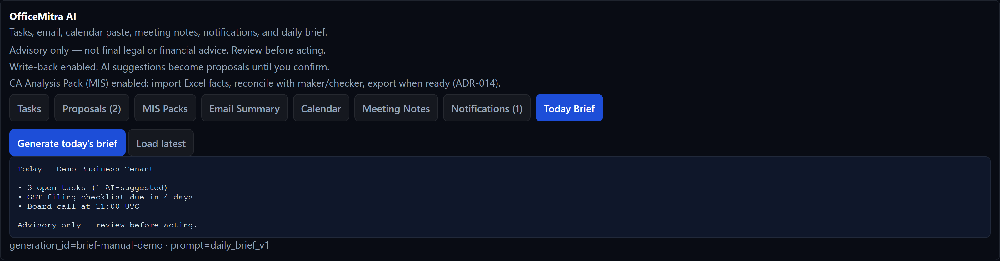 OfficeMitra AI
Tasks, email, calendar paste, meeting notes, notifications, and daily brief.
Advisory only — not final legal or financial advice. Review before acting.
Write-back enabled: AI suggestions become proposals until you confirm.
CA Analysis Pack (MIS) enabled: import Excel facts, reconcile with maker/checker, export when ready (ADR-014).
Tasks Proposals (2) MIS Packs Email Summary Calendar Meeting Notes Notifications (1) Today Brief
Generate today’s brief Load latest
Today — Demo Business Tenant
• 3 open tasks (1 AI-suggested)
• GST filing checklist due in 4 days
• Board call at 11:00 UTC
Advisory only — review before acting.
generation_id=brief-manual-demo · prompt=daily_brief_v1